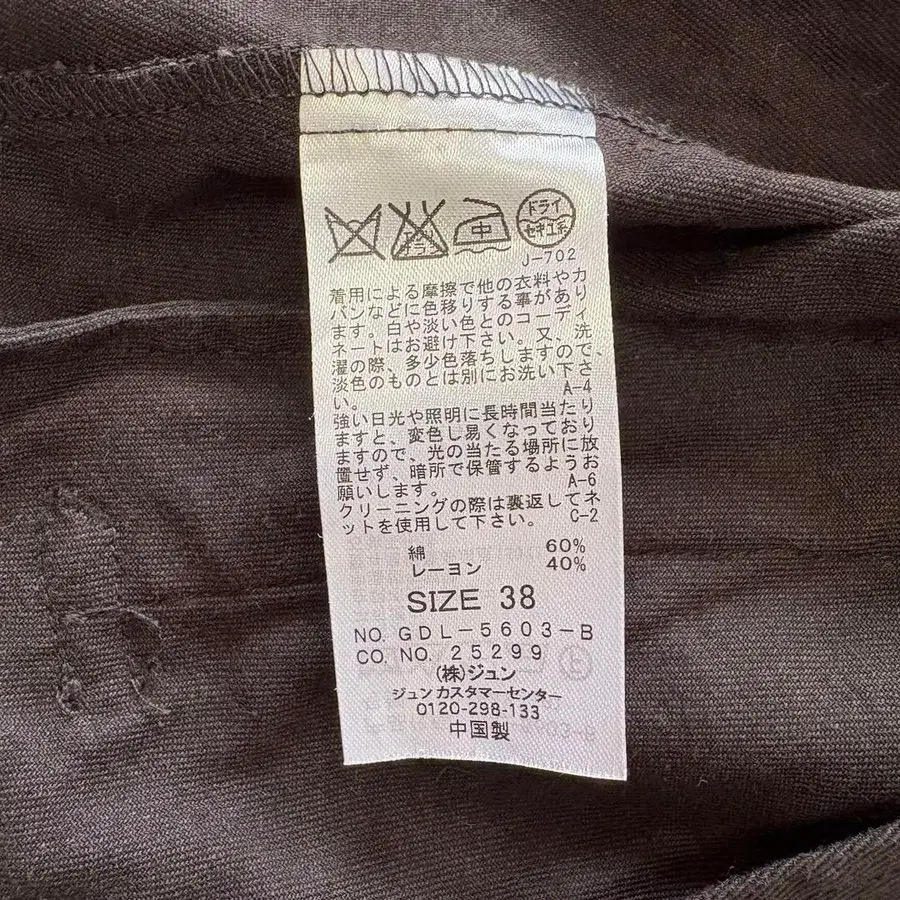 中
ドライ
セキユ系
J-702
着用による摩擦で他の衣料やカ
バンなどに色移りする事があり
ます。白や淡い色とのコーディ
ネートはお避け下さい。又、洗
濯の際、多少色落ちしますので、
淡色のものとは別にお洗い下さ
い。 A-4
強い日光や照明に長時間当たり
ますと、変色し易くなっており
ますので、光の当たる場所に放
置せず、暗所で保管するようお
願いします。 A-6
クリーニングの際は裏返してネ
ットを使用して下さい。 C-2
綿 60%
レーヨン 40%
SIZE 38
NO. GDL-5603-B
CO. NO. 25299
(株)ジュン
ジュン カスタマーセンター
0120-298-133
中国製